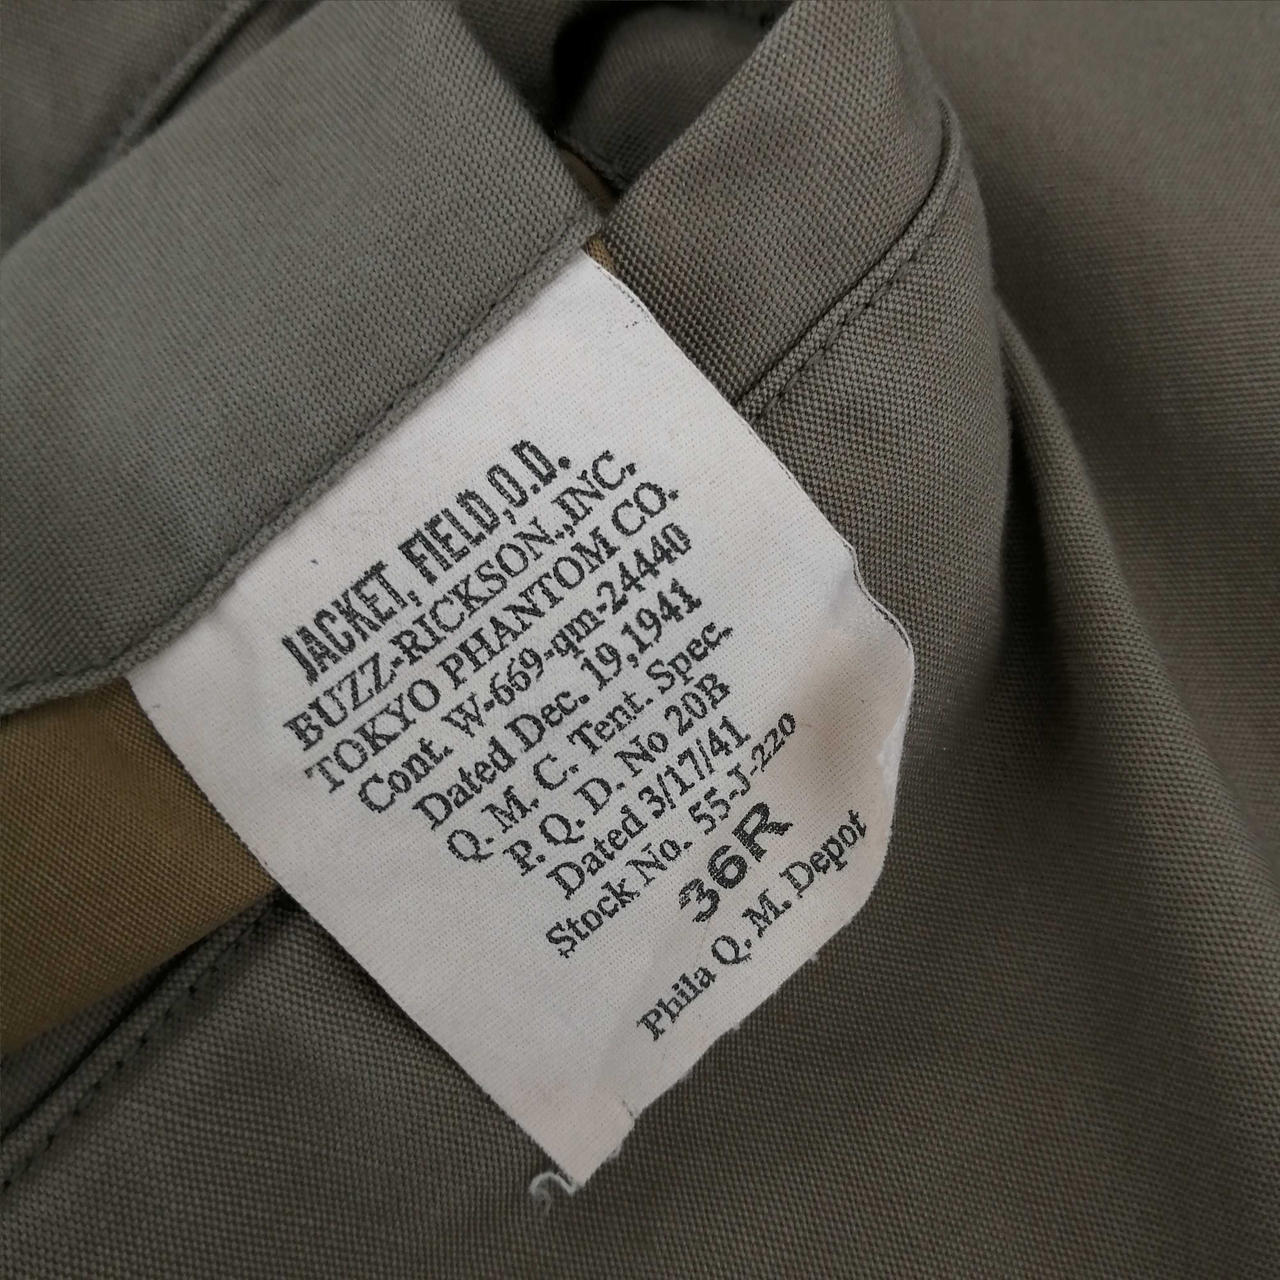 JACKET, FIELD, O.D.
BUZZ-RICKSON., INC.
TOKYO PHANTOM CO.
Cont. W-669-qm-24440
Dated Dec. 19, 1941
Q. M. C. Tent. Spec.
P. Q. D. No 20B
Dated 3/17/41
Stock No. 55-J-220
36R
Phila Q. M. Depot